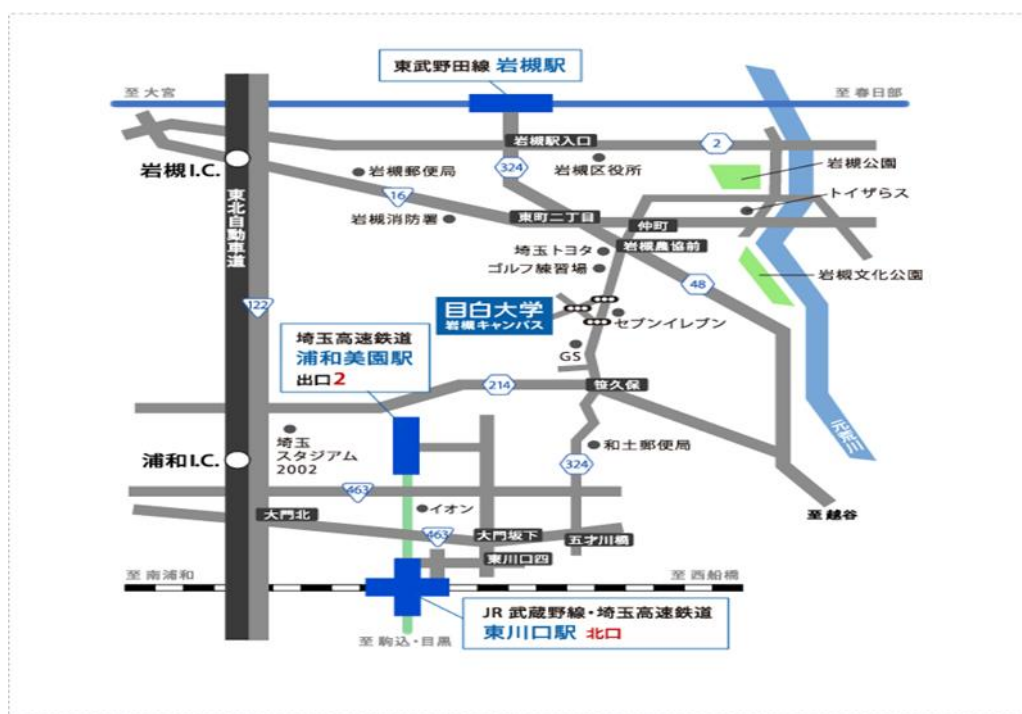 東武野田線 岩槻駅
至 大宮
至 春日部
岩槻駅入口
2
岩槻I.C.
324
岩槻区役所
岩槻公園
岩槻郵便局
16
トイザらス
東北自動車道
岩槻消防署
東町二丁目
仲町
埼玉トヨタ
岩槻農協前
ゴルフ練習場
岩槻文化公園
48
122
目白大学
岩槻キャンパス
セブンイレブン
埼玉高速鉄道
浦和美園駅
出口2
GS
214
笹久保
元荒川
埼玉
スタジアム
2002
和土郵便局
浦和I.C.
324
463
イオン
至 越谷
大門北
463
大門坂下
五才川橋
東川口四
至 南浦和
至 西船橋
JR 武蔵野線・埼玉高速鉄道
東川口駅 北口
至 駒込・目黒